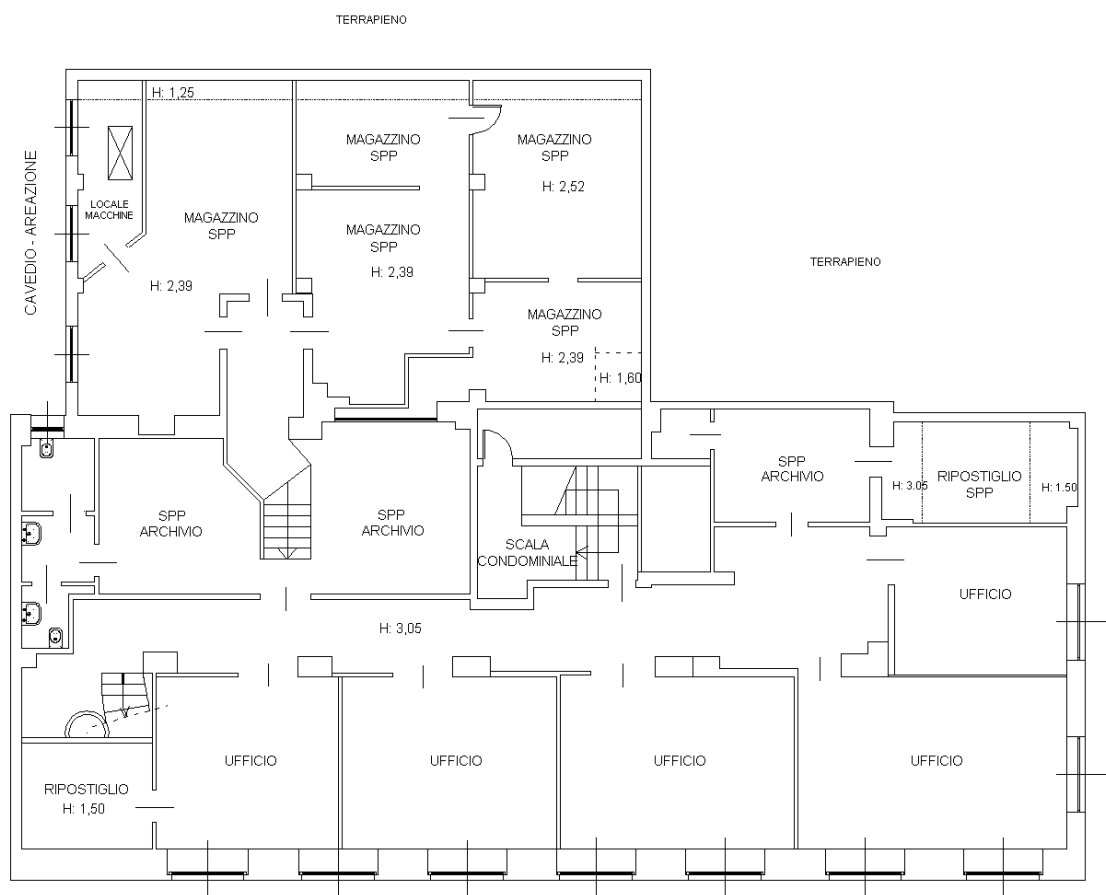 TERRAPIENO
H: 1,25
CAVEDIO - AREAZIONE
LOCALE
MACCHINE
MAGAZZINO
SPP
H: 2,39
MAGAZZINO
SPP
MAGAZZINO
SPP
H: 2,39
MAGAZZINO
SPP
H: 2,52
MAGAZZINO
SPP
H: 2,39
H: 1,60
TERRAPIENO
SPP
ARCHIVIO
SPP
ARCHIVIO
SCALA
CONDOMINIALE
SPP
ARCHIVIO
H: 3.05
RIPOSTIGLIO
SPP
H: 1.50
UFFICIO
H: 3,05
UFFICIO
UFFICIO
UFFICIO
UFFICIO
RIPOSTIGLIO
H: 1,50